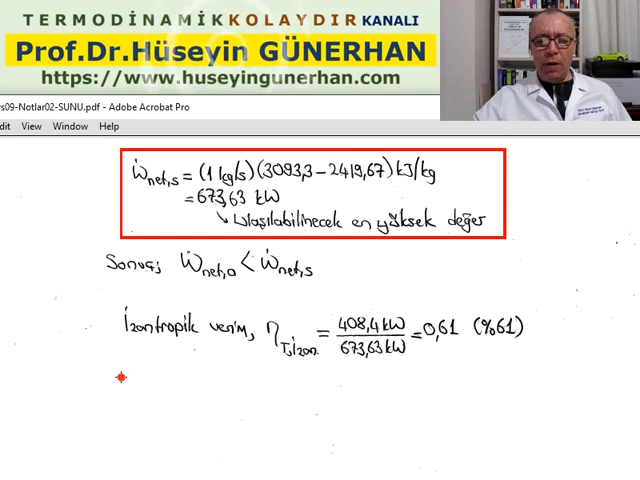 TERMODİNAMİKKOLAYDIR KANALI
Prof.Dr.Hüseyin GÜNERHAN
https://www.huseyingunerhan.com
rs09-Notlar02-SUNU.pdf - Adobe Acrobat Pro
dit View Window Help
Ẇnet,s = (1 kg/s)(3093,3 – 2419,67) kJ/kg
= 673,63 kW
↳ Ulaşılabilinecek en yüksek değer
Sonuç; Ẇnet,a < Ẇnet,s
İzontropik verim, ηT,İzon. = 408,4 kW / 673,63 kW = 0,61 (%61)